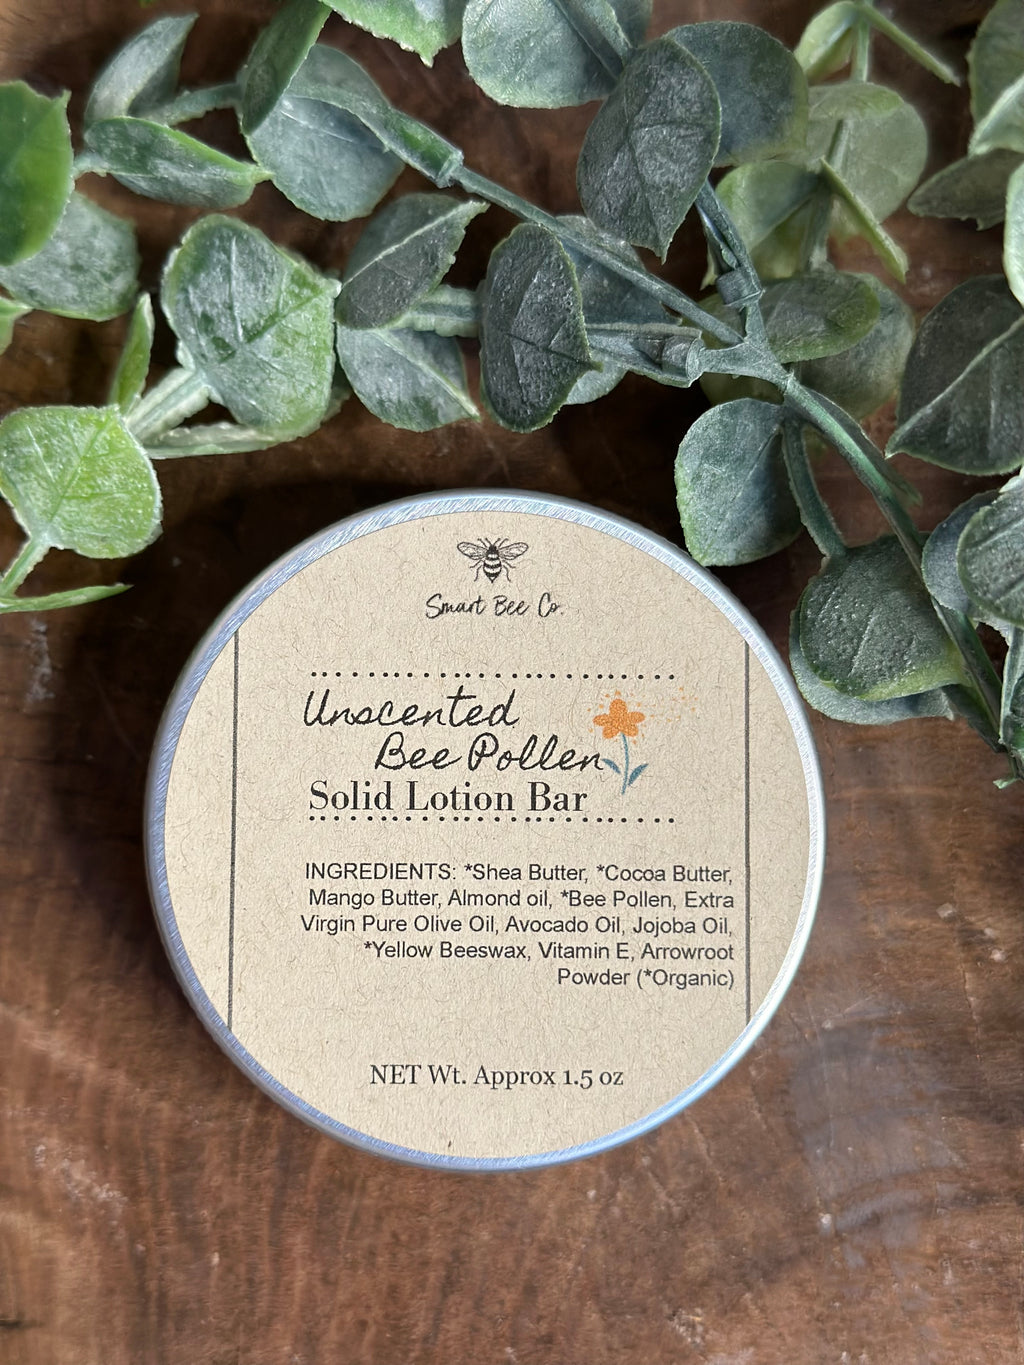 Smart Bee Co.
Unscented
Bee Pollen
Solid Lotion Bar
INGREDIENTS: *Shea Butter, *Cocoa Butter,
Mango Butter, Almond oil, *Bee Pollen, Extra
Virgin Pure Olive Oil, Avocado Oil, Jojoba Oil,
*Yellow Beeswax, Vitamin E, Arrowroot
Powder (*Organic)
NET Wt. Approx 1.5 oz